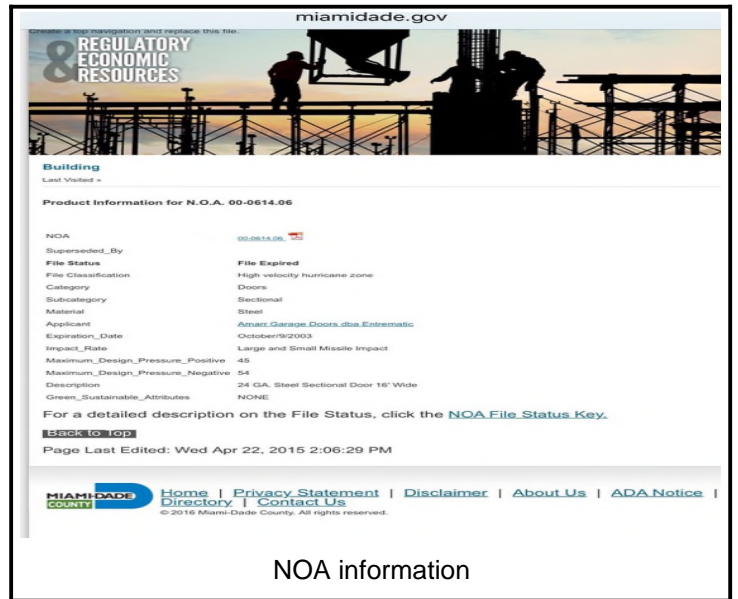 miamidade.gov
Create a top navigation and replace this file.
& REGULATORY
ECONOMIC
RESOURCES
Building
Last Visited »
Product Information for N.O.A. 00-0614.06
NOA 00-0614.06
Superseded_By
File Status File Expired
File Classification High velocity hurricane zone
Category Doors
Subcategory Sectional
Material Steel
Applicant Amarr Garage Doors dba Entrematic
Expiration_Date October/9/2003
Impact_Rate Large and Small Missile Impact
Maximum_Design_Pressure_Positive 45
Maximum_Design_Pressure_Negative 54
Description 24 GA. Steel Sectional Door 16' Wide
Green_Sustainable_Attributes NONE
For a detailed description on the File Status, click the NOA File Status Key.
Back to Top
Page Last Edited: Wed Apr 22, 2015 2:06:29 PM
MIAMI-DADE
COUNTY
Home | Privacy Statement | Disclaimer | About Us | ADA Notice |
Directory | Contact Us
© 2016 Miami-Dade County. All rights reserved.
NOA information